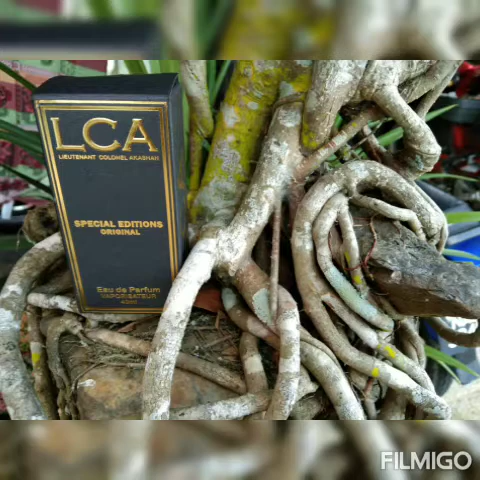 LCA
LIEUTENANT COLONEL AKASHAH
SPECIAL EDITIONS
ORIGINAL
Eau de Parfum
VAPORISATEUR
FILMIGO